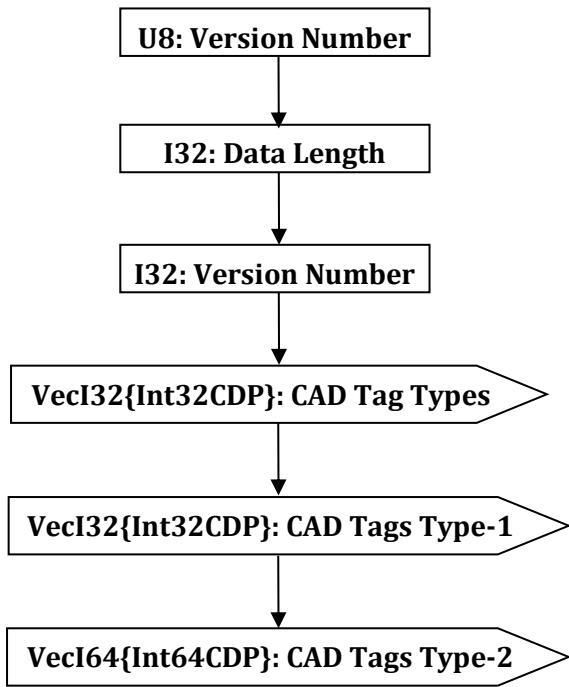 U8: Version Number
I32: Data Length
I32: Version Number
VecI32{Int32CDP}: CAD Tag Types
VecI32{Int32CDP}: CAD Tags Type-1
VecI64{Int64CDP}: CAD Tags Type-2